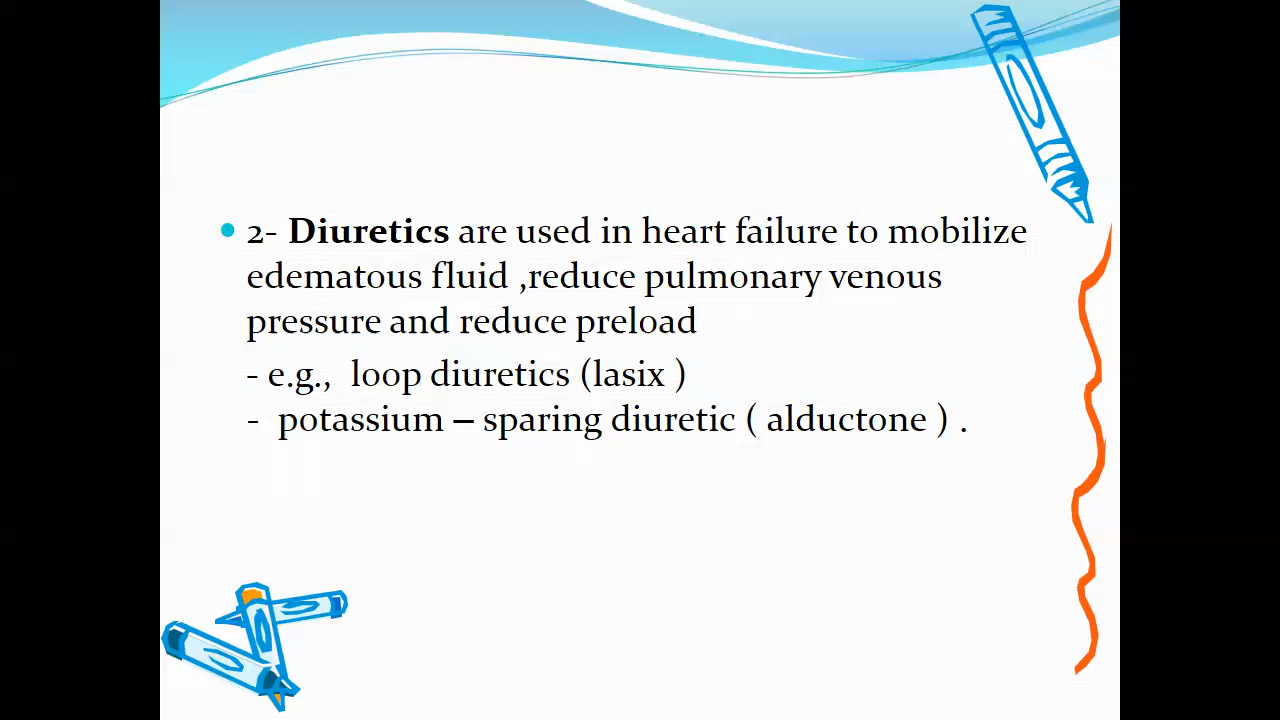 2- Diuretics are used in heart failure to mobilize
edematous fluid ,reduce pulmonary venous
pressure and reduce preload
- e.g.,  loop diuretics (lasix )
-  potassium – sparing diuretic ( alductone ) .